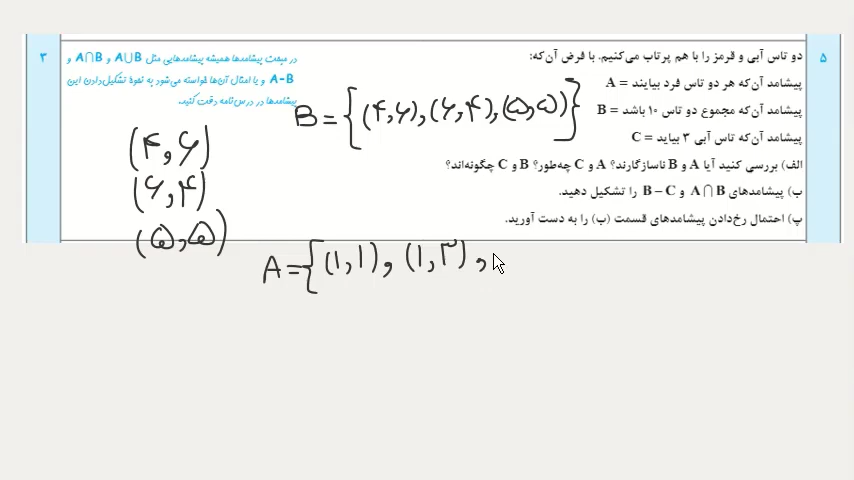 ۵
دو تاس آبی و قرمز را با هم پرتاب می‌کنیم. با فرض آن‌که:
پیشامد آن‌که هر دو تاس فرد بیایند = A
پیشامد آن‌که مجموع دو تاس ۱۰ باشد = B
پیشامد آن‌که تاس آبی ۳ بیاید = C
الف) بررسی کنید آیا A و B ناسازگارند؟ A و C چه‌طور؟ B و C چگونه‌اند؟
ب) پیشامدهای A∩B و B – C را تشکیل دهید.
پ) احتمال رخ‌دادن پیشامدهای قسمت (ب) را به دست آورید.
در مبحث پیشامدها همیشه پیشامدهایی مثل A∪B و A∩B و
A-B و یا امثال آن‌ها خواسته می‌شود به نحوهٔ تشکیل‌دادن این
پیشامدها در درس‌نامه دقت کنید.
۳
B = {(۴,۶),(۶,۴),(۵,۵)}
(۴,۶)
(۶,۴)
(۵,۵)
A = {(۱,۱), (۱,۳),